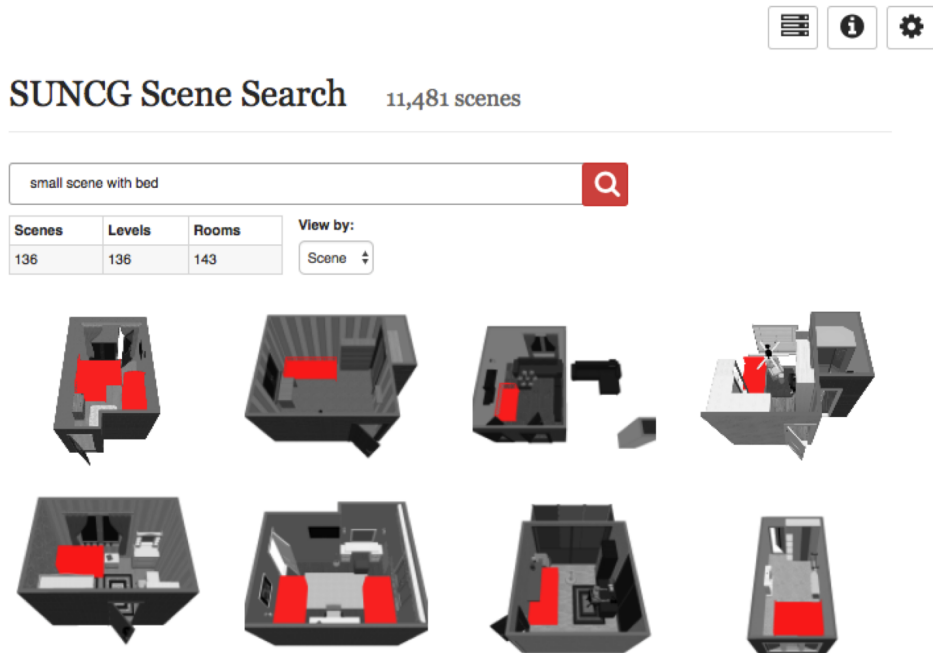 SUNCG Scene Search 11,481 scenes
small scene with bed
Scenes Levels Rooms View by:
136 136 143 Scene